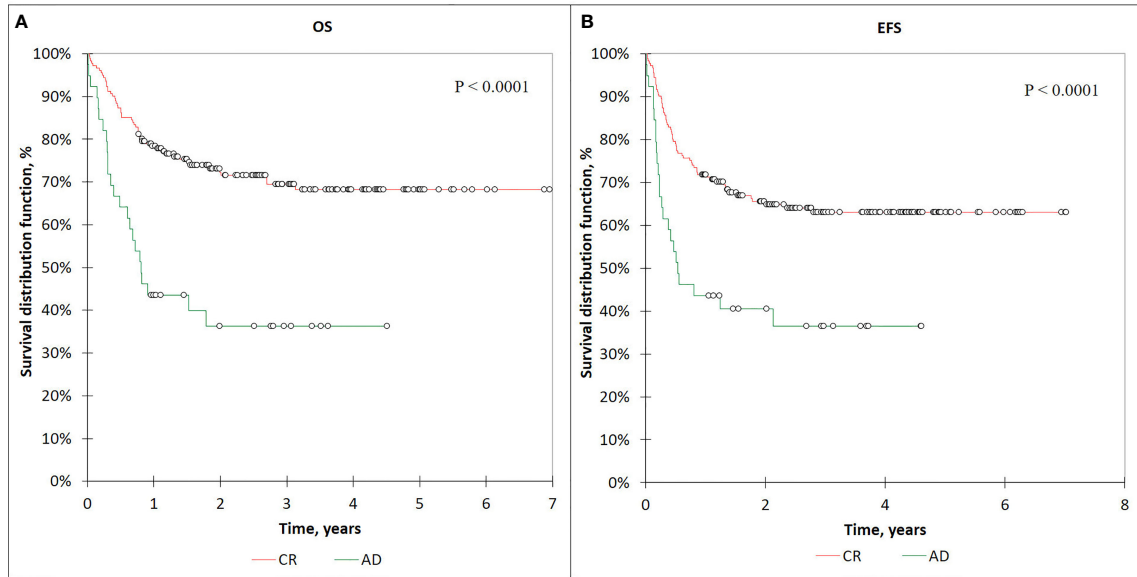 A
OS
100%
90%
80%
70%
60%
50%
40%
30%
20%
10%
0%
Survival distribution function, %
P < 0.0001
0 1 2 3 4 5 6 7
Time, years
CR AD
B
EFS
100%
90%
80%
70%
60%
50%
40%
30%
20%
10%
0%
Survival distribution function, %
P < 0.0001
0 2 4 6 8
Time, years
CR AD